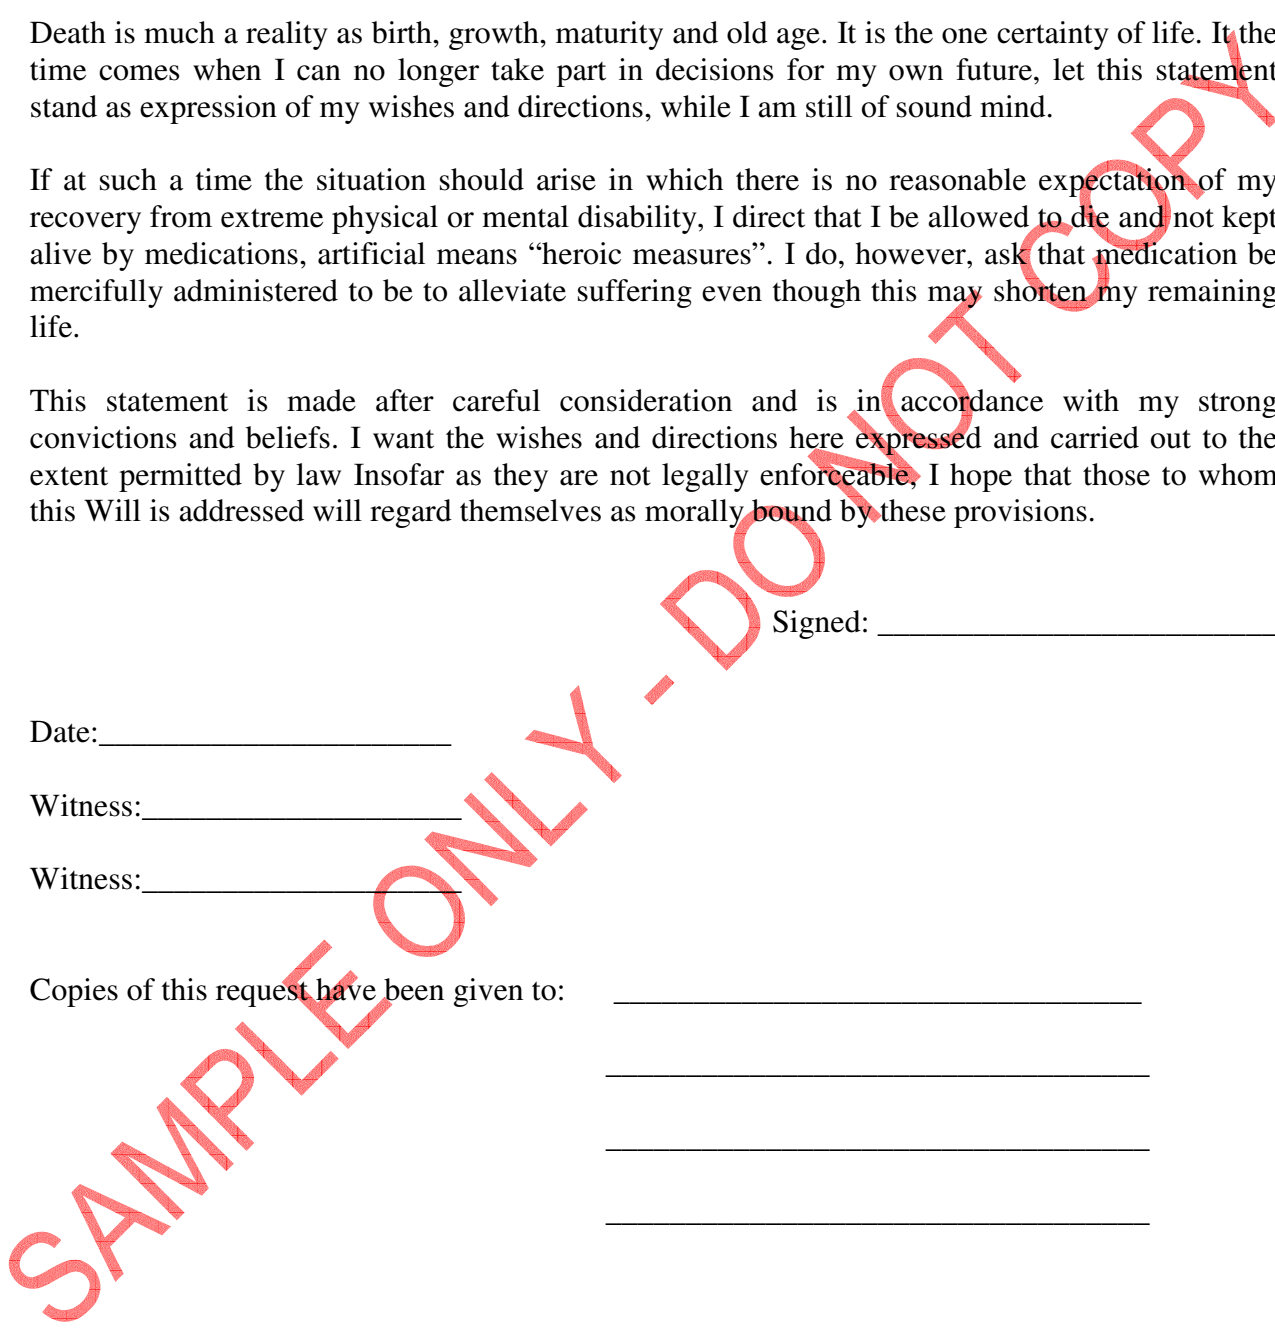 Death is much a reality as birth, growth, maturity and old age. It is the one certainty of life. It the
time comes when I can no longer take part in decisions for my own future, let this statement
stand as expression of my wishes and directions, while I am still of sound mind.
If at such a time the situation should arise in which there is no reasonable expectation of my
recovery from extreme physical or mental disability, I direct that I be allowed to die and not kept
alive by medications, artificial means “heroic measures”. I do, however, ask that medication be
mercifully administered to be to alleviate suffering even though this may shorten my remaining
life.
This statement is made after careful consideration and is in accordance with my strong
convictions and beliefs. I want the wishes and directions here expressed and carried out to the
extent permitted by law Insofar as they are not legally enforceable, I hope that those to whom
this Will is addressed will regard themselves as morally bound by these provisions.
Signed: _________________________
Date:______________________
Witness:____________________
Witness:____________________
Copies of this request have been given to: _________________________________
__________________________________
__________________________________
__________________________________
SAMPLE ONLY - DO NOT COPY